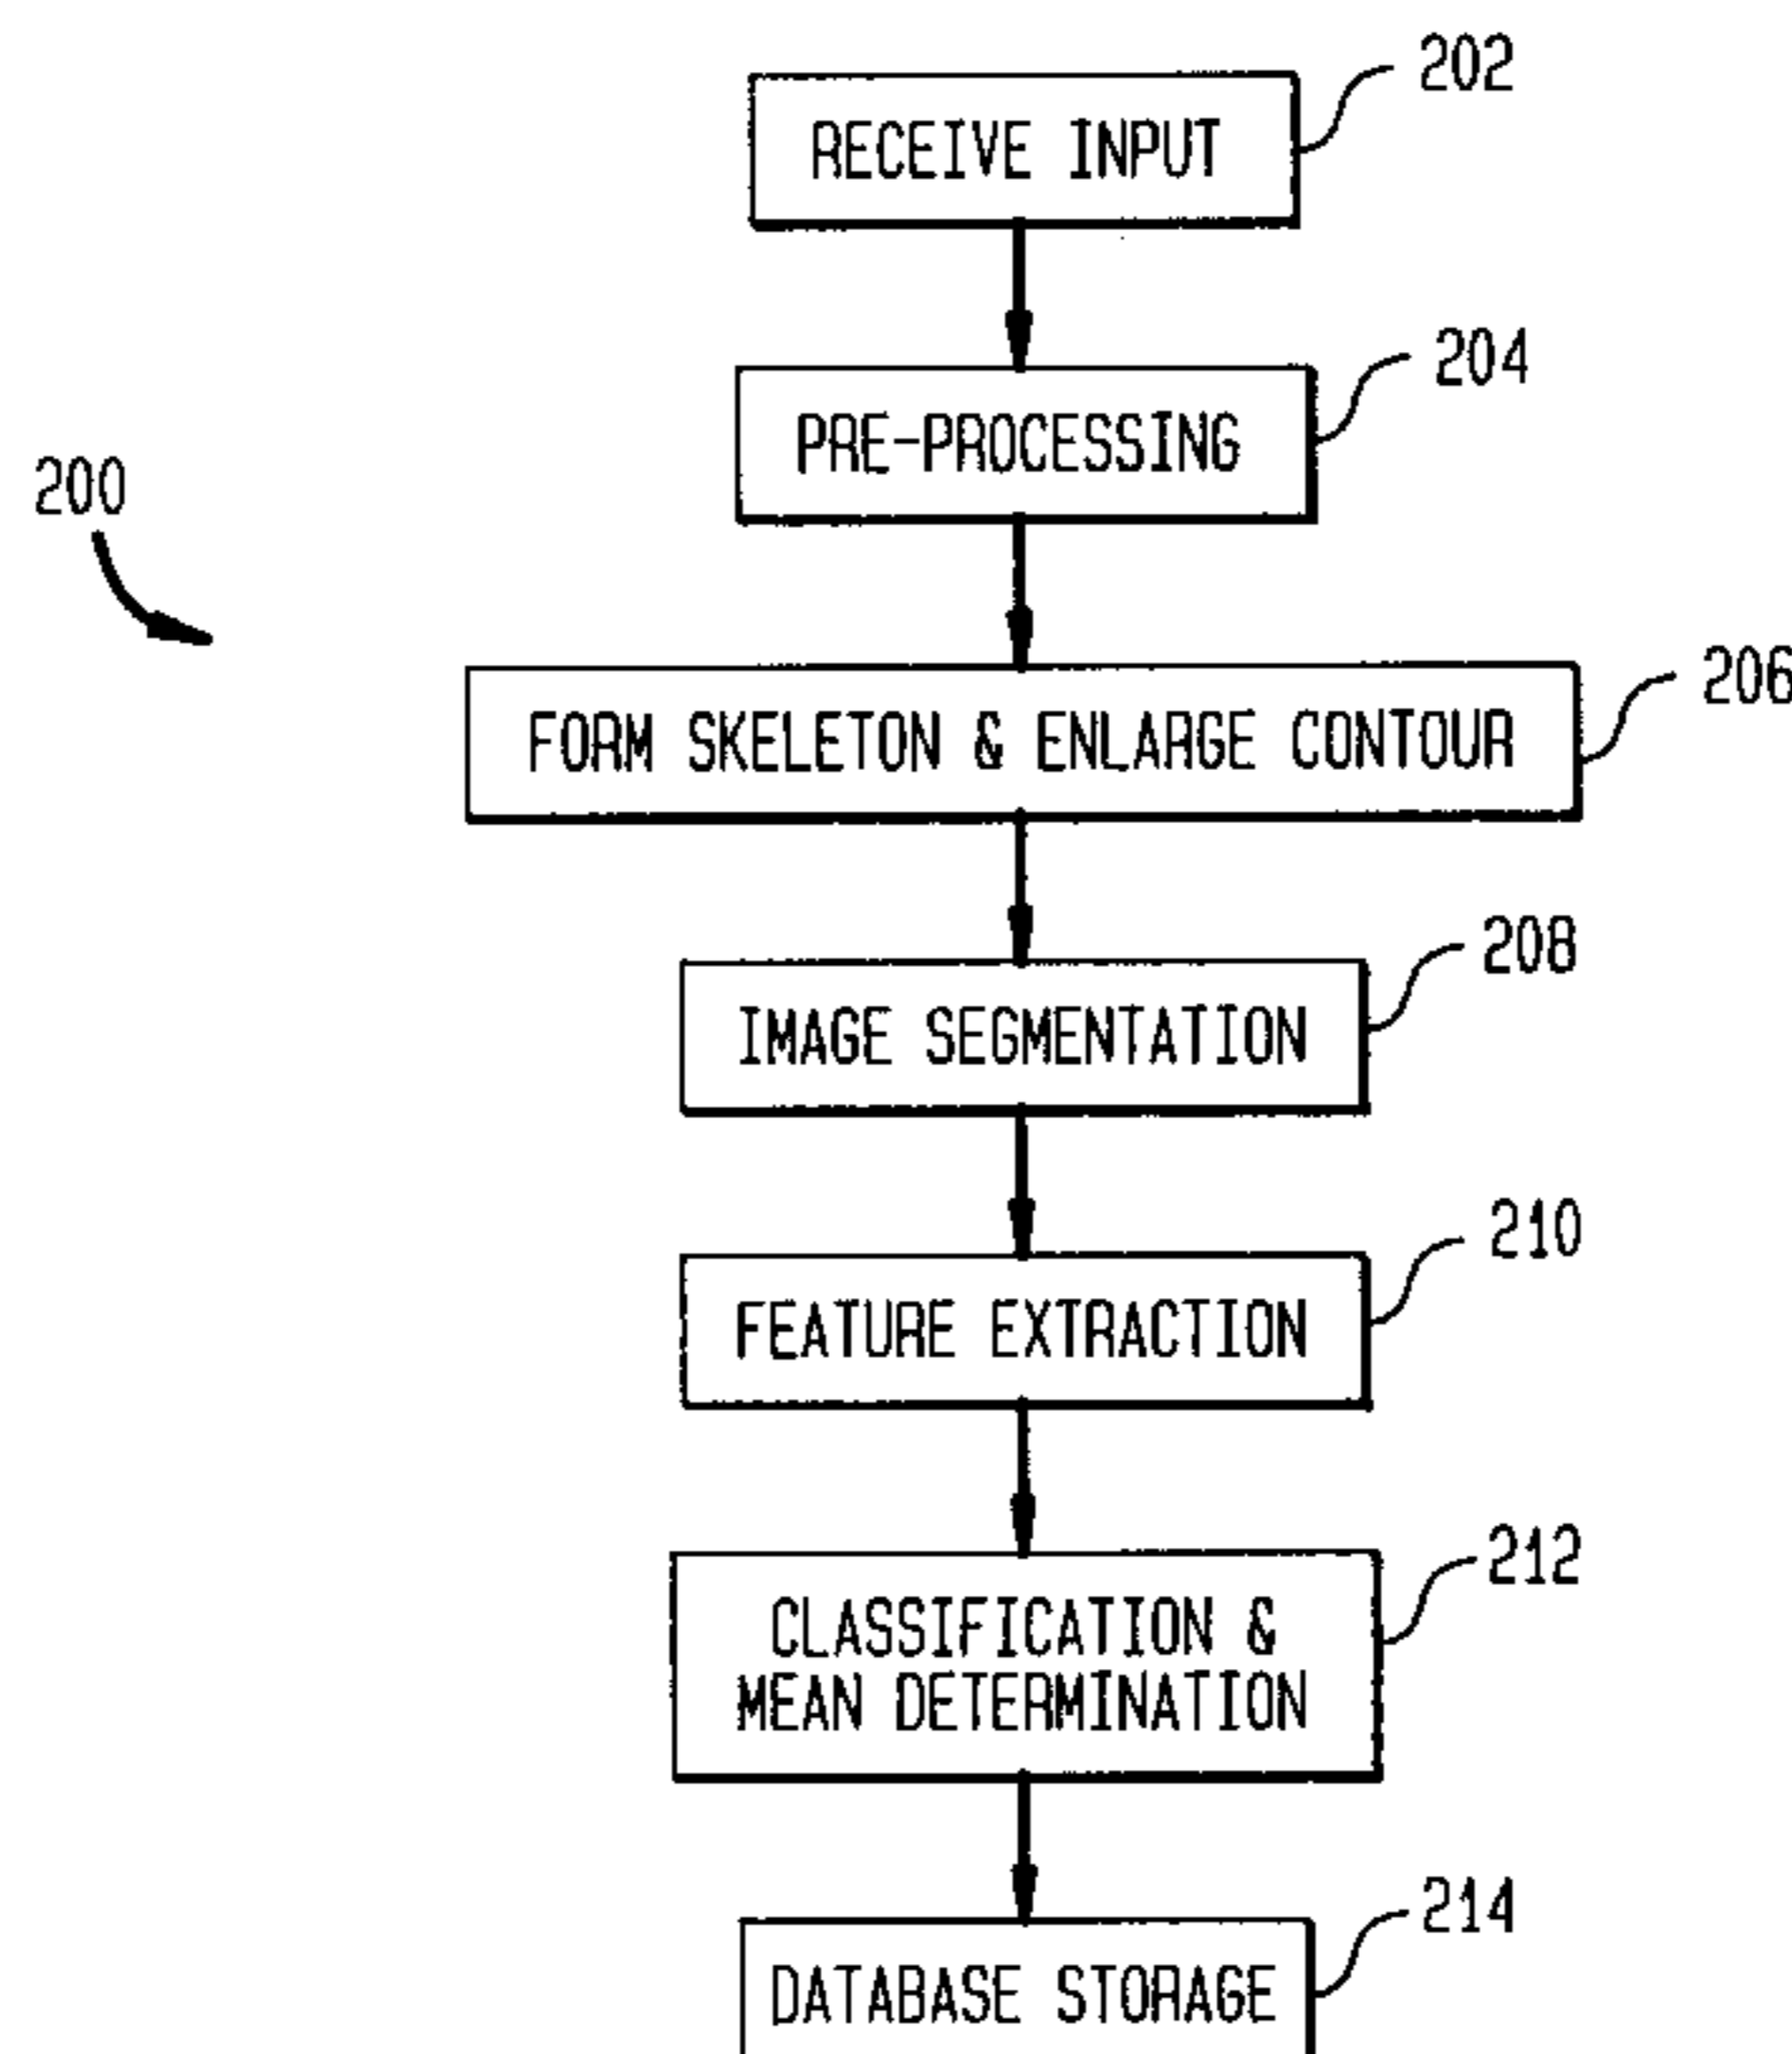 202
RECEIVE INPUT
204
PRE-PROCESSING
200
206
FORM SKELETON & ENLARGE CONTOUR
208
IMAGE SEGMENTATION
210
FEATURE EXTRACTION
212
CLASSIFICATION &
MEAN DETERMINATION
214
DATABASE STORAGE